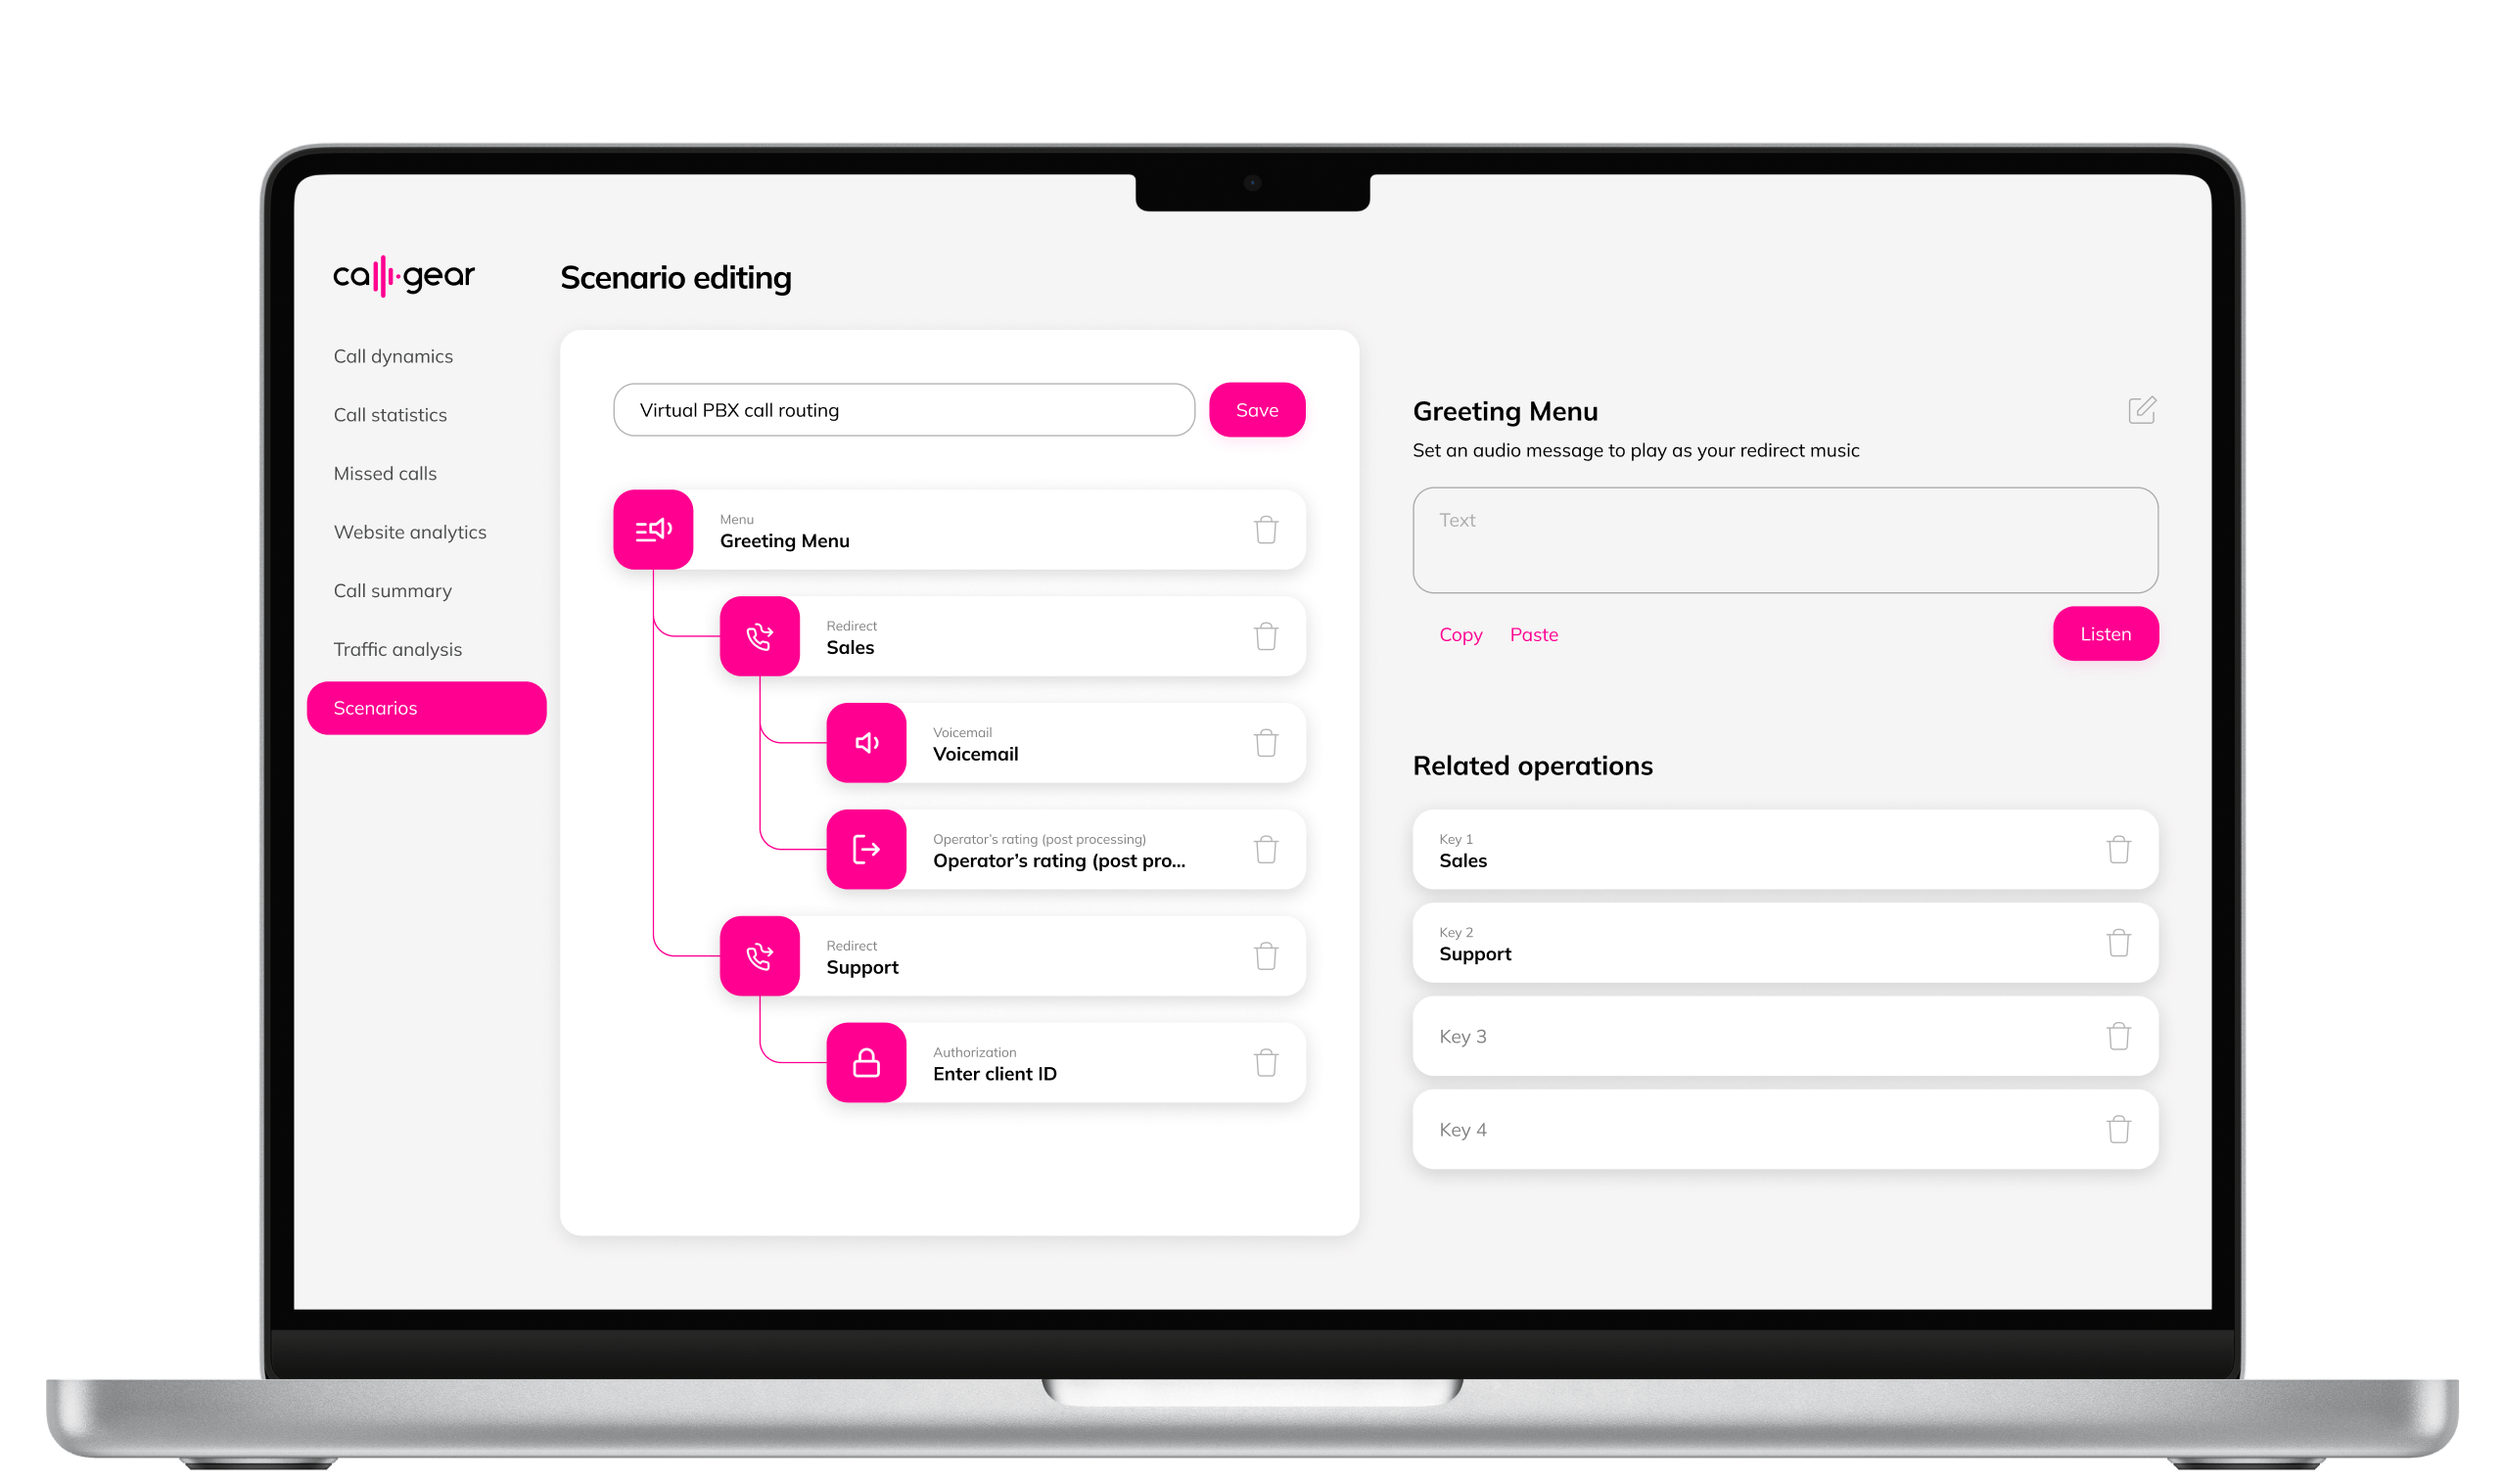 call·gear
Scenario editing
Call dynamics
Call statistics
Missed calls
Website analytics
Call summary
Traffic analysis
Scenarios
Virtual PBX call routing
Save
Menu
Greeting Menu
Redirect
Sales
Voicemail
Voicemail
Operator’s rating (post processing)
Operator’s rating (post pro...
Redirect
Support
Authorization
Enter client ID
Greeting Menu
Set an audio message to play as your redirect music
Text
Copy Paste
Listen
Related operations
Key 1
Sales
Key 2
Support
Key 3
Key 4